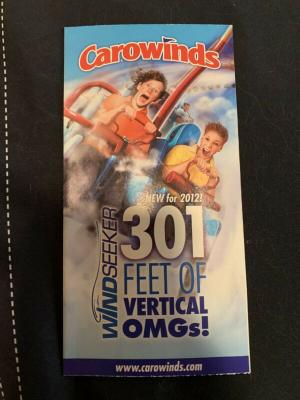 Carowinds
NEW for 2012!
WINDSEEKER
301
FEET OF
VERTICAL
OMGs!
www.carowinds.com